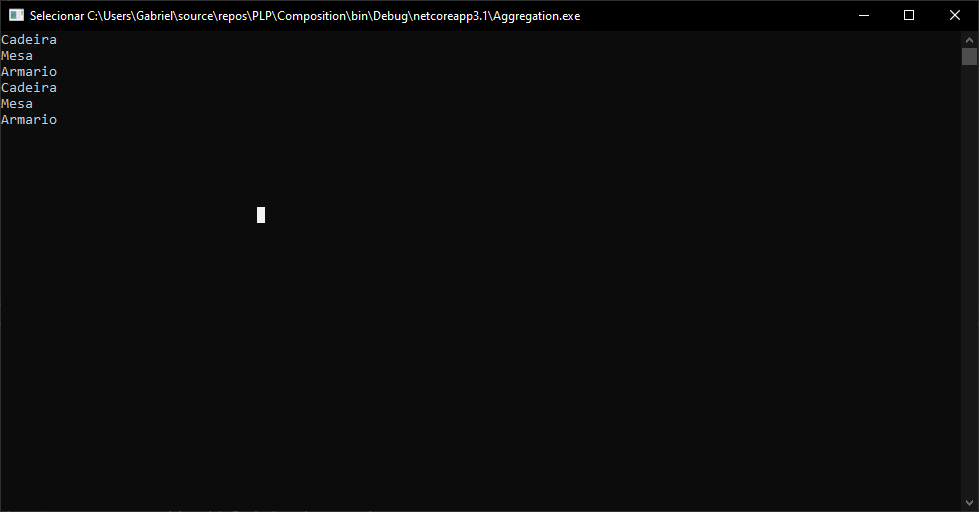 Selecionar C:\Users\Gabriel\source\repos\PLP\Composition\bin\Debug\netcoreapp3.1\Aggregation.exe
Cadeira
Mesa
Armario
Cadeira
Mesa
Armario